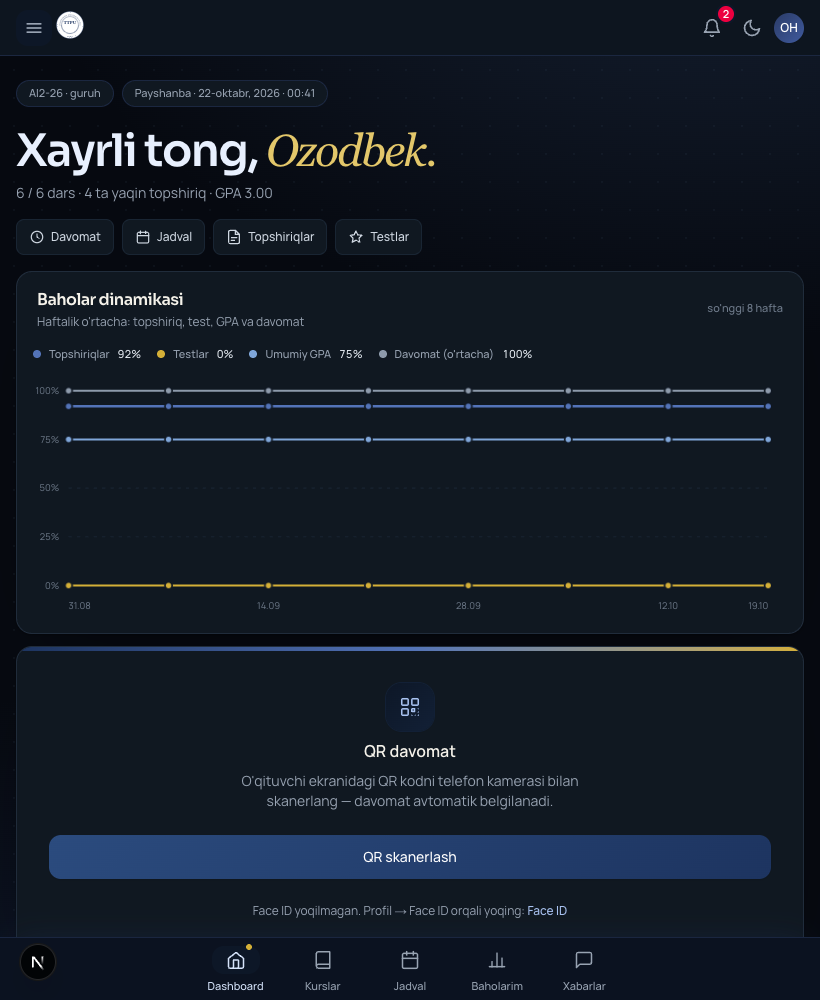 TTPU
2
OH
AI2-26 · guruh
Payshanba · 22-oktabr, 2026 · 00:41
Xayrli tong, Ozodbek.
6 / 6 dars · 4 ta yaqin topshiriq · GPA 3.00
Davomat
Jadval
Topshiriqlar
Testlar
Baholar dinamikasi
Haftalik o'rtacha: topshiriq, test, GPA va davomat
so'nggi 8 hafta
Topshiriqlar 92%
Testlar 0%
Umumiy GPA 75%
Davomat (o'rtacha) 100%
100%
75%
50%
25%
0%
31.08
14.09
28.09
12.10
19.10
QR davomat
O'qituvchi ekranidagi QR kodni telefon kamerasi bilan
skanerlang — davomat avtomatik belgilanadi.
QR skanerlash
Face ID yoqilmagan. Profil → Face ID orqali yoqing: Face ID
N
Dashboard
Kurslar
Jadval
Baholarim
Xabarlar